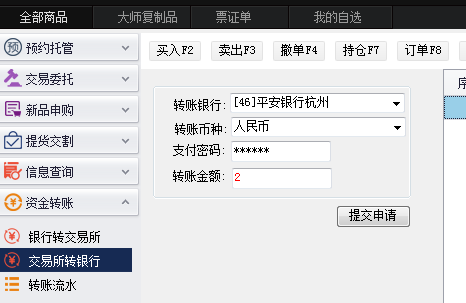 全部商品 大师复制品 票证单 我的自选
预约托管
交易委托
新品申购
提货交割
信息查询
资金转账
银行转交易所
交易所转银行
转账流水
买入F2 卖出F3 撤单F4 持仓F7 订单F8
转账银行: [46]平安银行杭州
转账币种: 人民币
支付密码: ******
转账金额: 2
提交申请